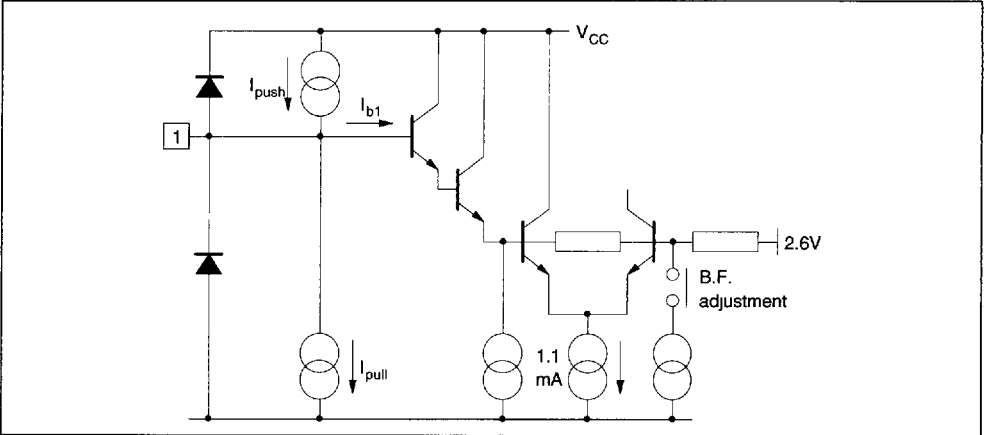 V_CC
I_push
I_b1
1
2.6V
B.F.
adjustment
1.1
mA
I_pull